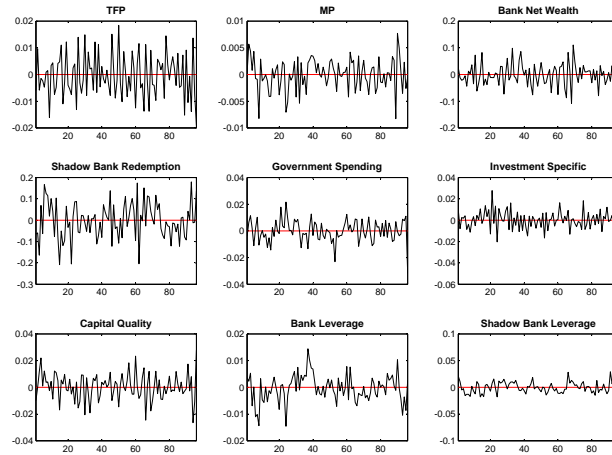 TFP MP Bank Net Wealth
0.02 0.01 0.2
0.01 0.005 0.1
0 0 0
-0.01 -0.005 -0.1
-0.02 -0.01 -0.2
20 40 60 80 20 40 60 80 20 40 60 80
Shadow Bank Redemption Government Spending Investment Specific
0.2 0.04 0.04
0.1 0.02 0.02
0 0 0
-0.1 -0.02 -0.02
-0.2 -0.04
-0.3 -0.04 -0.06
20 40 60 80 20 40 60 80 20 40 60 80
Capital Quality Bank Leverage Shadow Bank Leverage
0.04 0.02 0.1
0.02 0.01 0.05
0 0 0
-0.02 -0.01 -0.05
-0.04 -0.02 -0.1
20 40 60 80 20 40 60 80 20 40 60 80